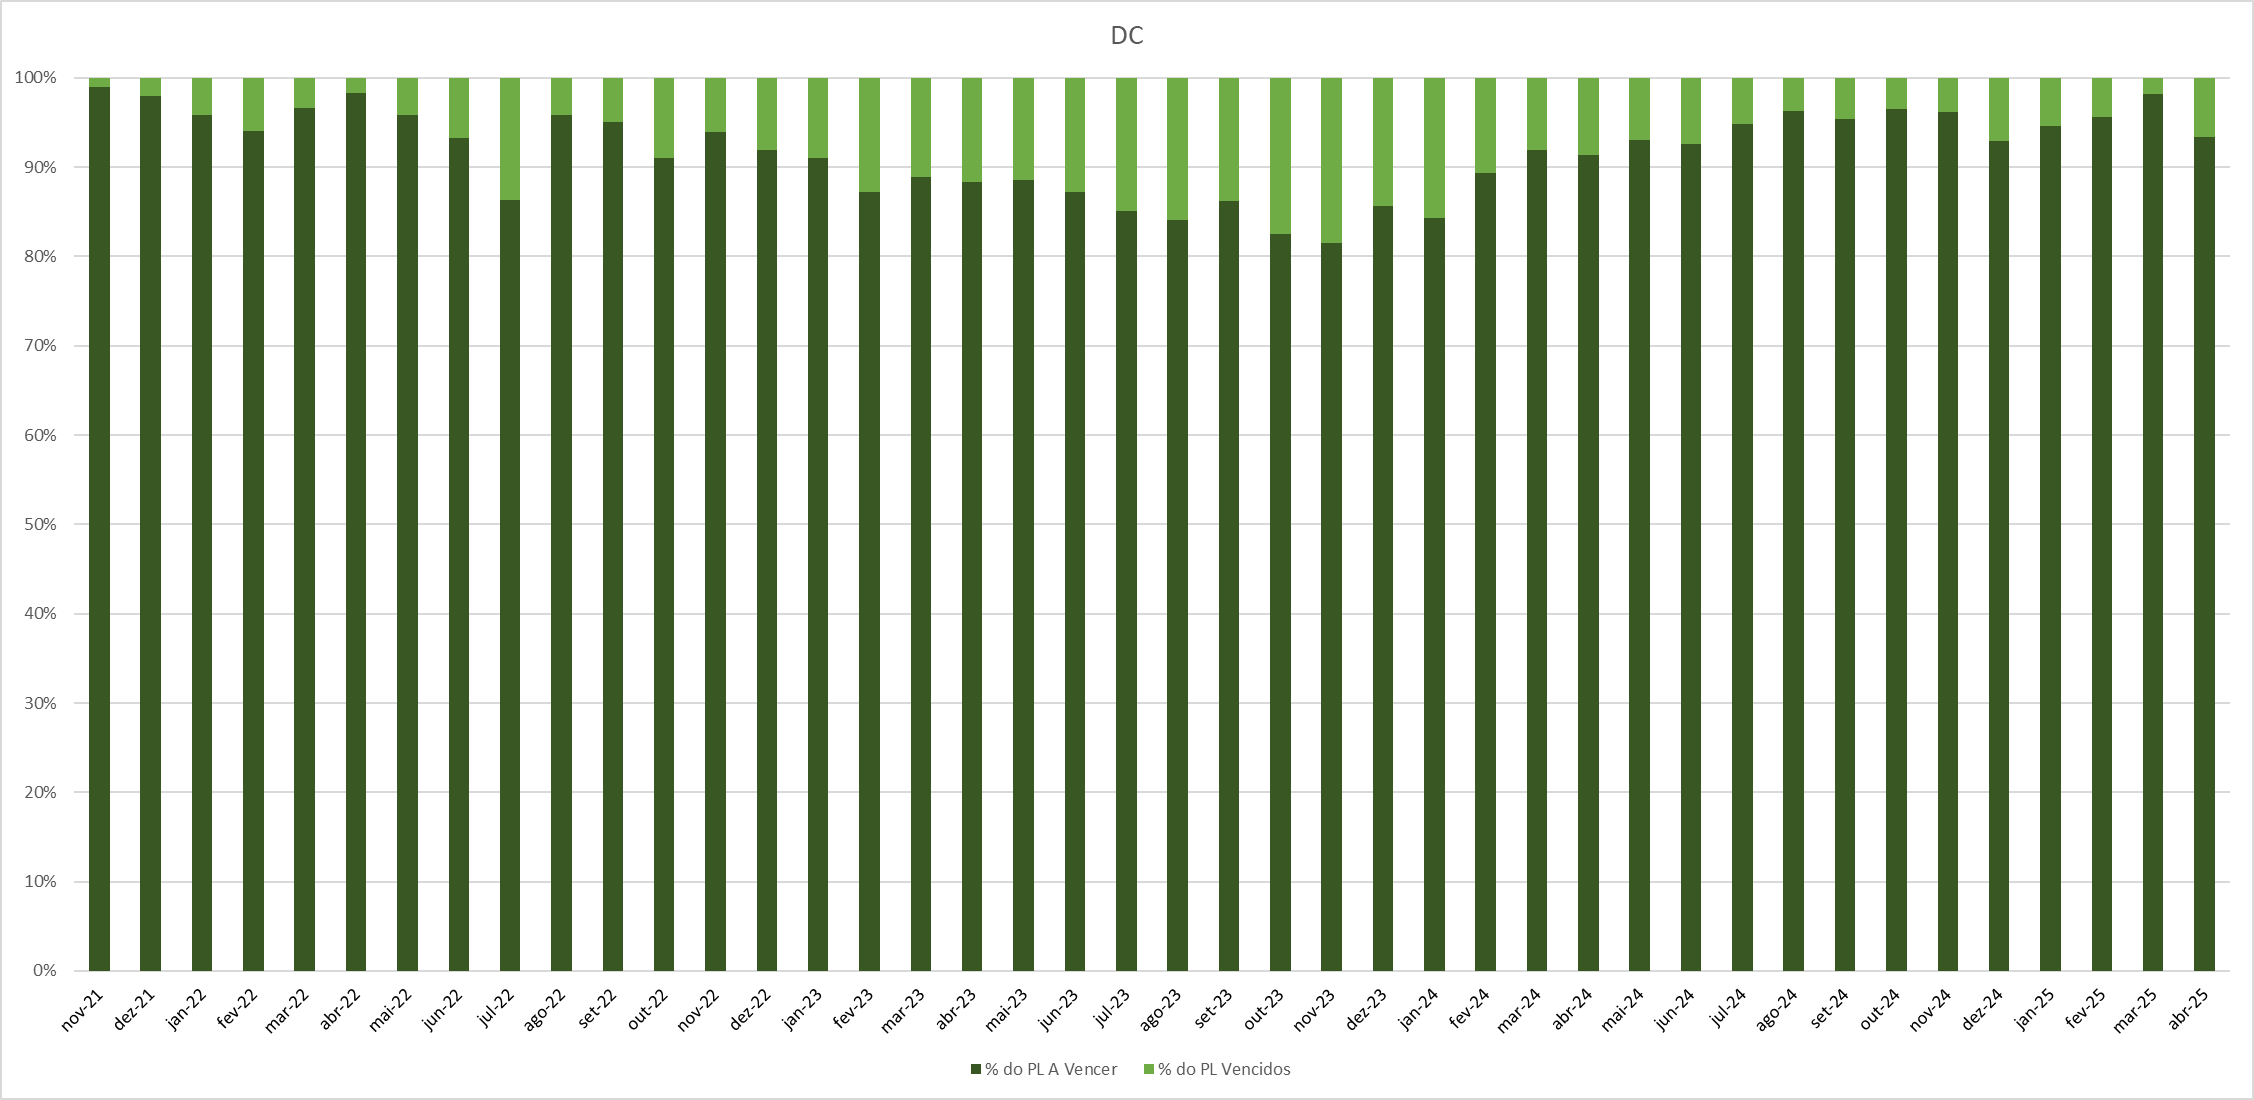 DC
100%
90%
80%
70%
60%
50%
40%
30%
20%
10%
0%
nov-21
dez-21
jan-22
fev-22
mar-22
abr-22
mai-22
jun-22
jul-22
ago-22
set-22
out-22
nov-22
dez-22
jan-23
fev-23
mar-23
abr-23
mai-23
jun-23
jul-23
ago-23
set-23
out-23
nov-23
dez-23
jan-24
fev-24
mar-24
abr-24
mai-24
jun-24
jul-24
ago-24
set-24
out-24
nov-24
dez-24
jan-25
fev-25
mar-25
abr-25
% do PL A Vencer
% do PL Vencidos